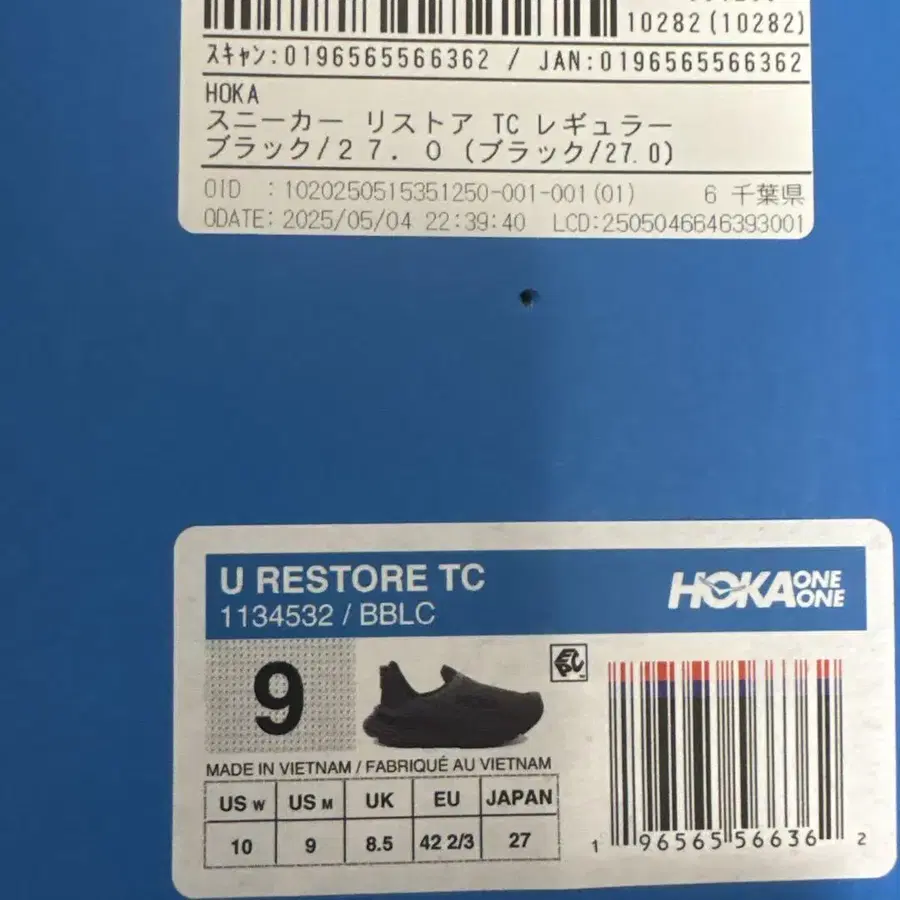 10282(10282)
スキャン:0196565566362 / JAN:0196565566362
HOKA
スニーカー リストア TC レギュラー
ブラック/27.0 (ブラック/27.0)
OID :1020250515351250-001-001(01) 6 千葉県
ODATE:2025/05/04 22:39:40 LCD:2505046646393001
U RESTORE TC
1134532 / BBLC
HOKA ONE ONE
9
MADE IN VIETNAM / FABRIQUÉ AU VIETNAM
US W US M UK EU JAPAN
10 9 8.5 42 2/3 27
1 96565 56636 2